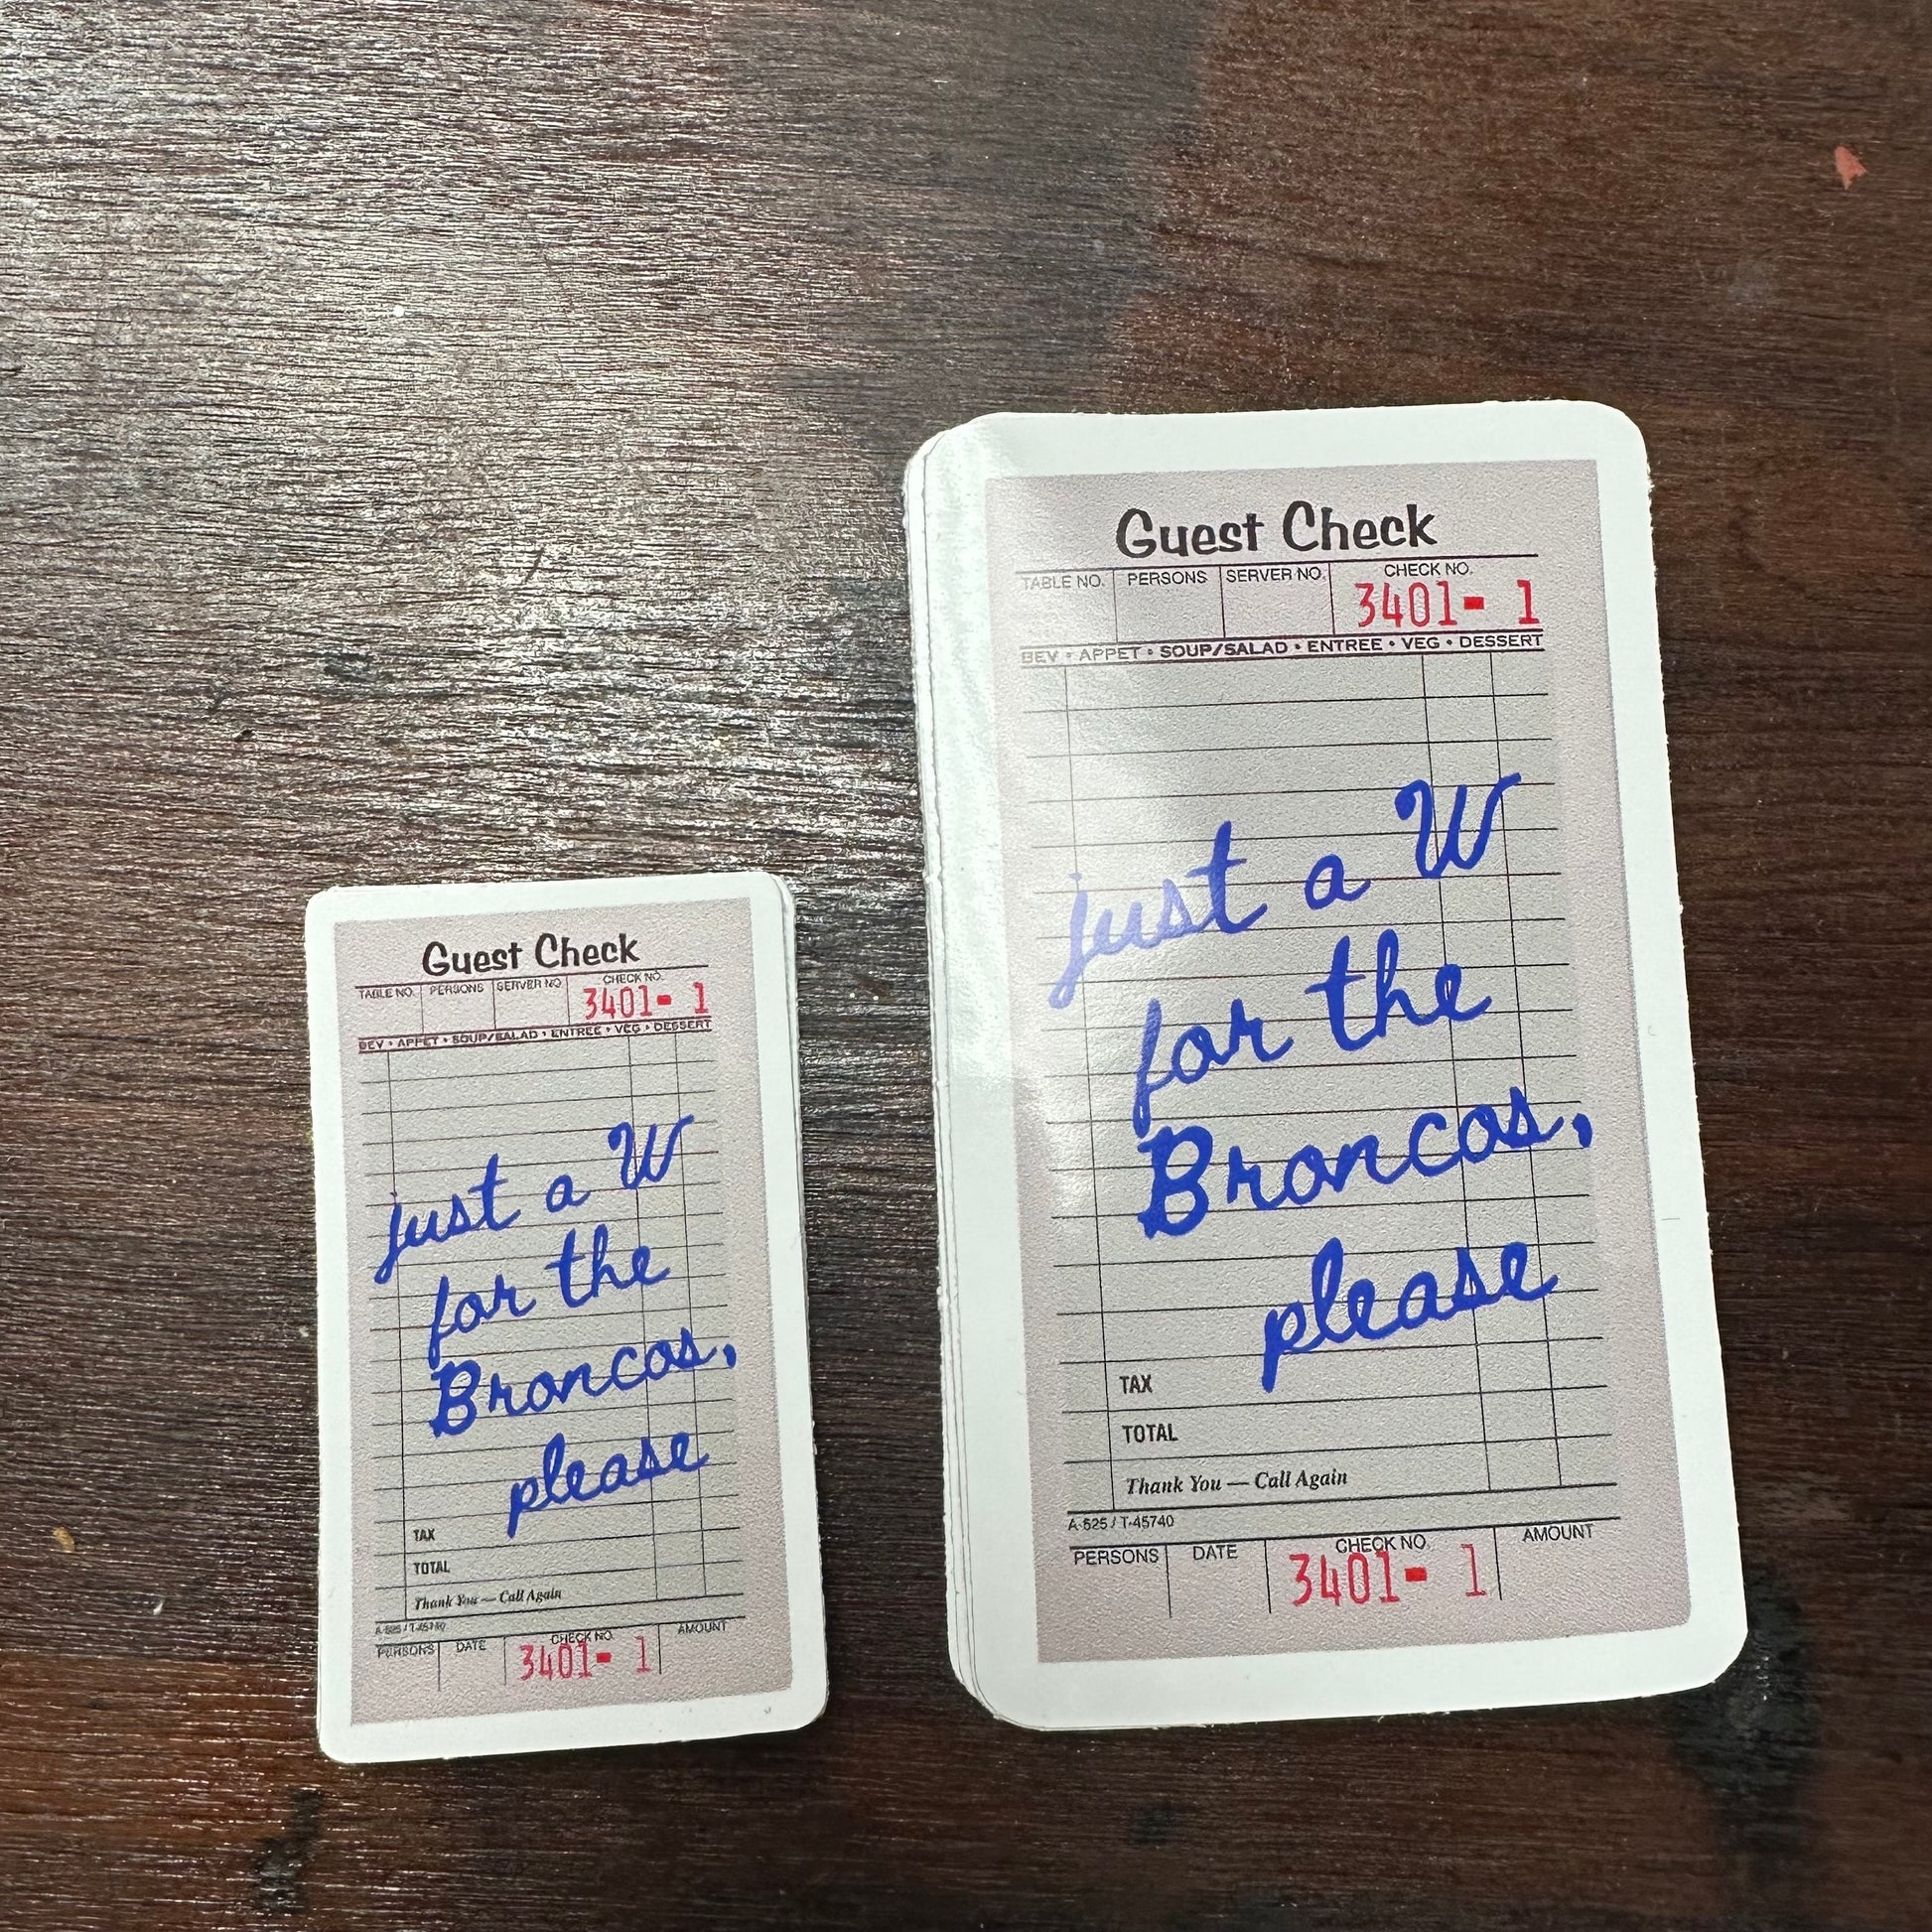 Guest Check
TABLE NO. PERSONS SERVER NO. CHECK NO.
3401- 1
BEV • APPET • SOUP/SALAD • ENTREE • VEG • DESSERT
just a W
for the
Broncos,
please
TAX
TOTAL
Thank You — Call Again
A-525 / T-45740
PERSONS DATE CHECK NO. AMOUNT
3401- 1
Guest Check
TABLE NO. PERSONS SERVER NO. CHECK NO.
3401- 1
BEV • APPET • SOUP/SALAD • ENTREE • VEG • DESSERT
just a W
for the
Broncos,
please
TAX
TOTAL
Thank You — Call Again
A-525 / T-45740
PERSONS DATE CHECK NO. AMOUNT
3401- 1